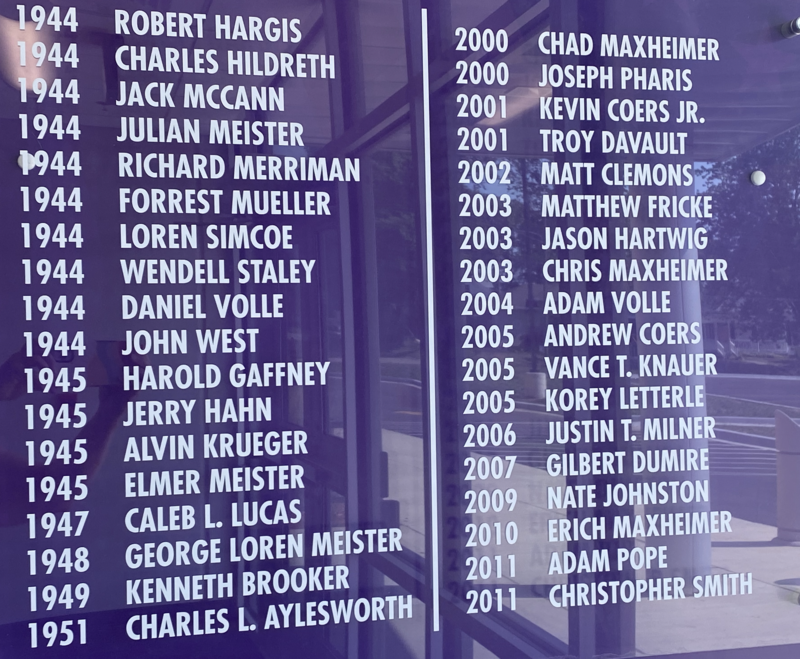 1944 ROBERT HARGIS
1944 CHARLES HILDRETH
1944 JACK MCCANN
1944 JULIAN MEISTER
1944 RICHARD MERRIMAN
1944 FORREST MUELLER
1944 LOREN SIMCOE
1944 WENDELL STALEY
1944 DANIEL VOLLE
1944 JOHN WEST
1945 HAROLD GAFFNEY
1945 JERRY HAHN
1945 ALVIN KRUEGER
1945 ELMER MEISTER
1947 CALEB L. LUCAS
1948 GEORGE LOREN MEISTER
1949 KENNETH BROOKER
1951 CHARLES L. AYLESWORTH
2000 CHAD MAXHEIMER
2000 JOSEPH PHARIS
2001 KEVIN COERS JR.
2001 TROY DAVAULT
2002 MATT CLEMONS
2003 MATTHEW FRICKE
2003 JASON HARTWIG
2003 CHRIS MAXHEIMER
2004 ADAM VOLLE
2005 ANDREW COERS
2005 VANCE T. KNAUER
2005 KOREY LETTERLE
2006 JUSTIN T. MILNER
2007 GILBERT DUMIRE
2009 NATE JOHNSTON
2010 ERICH MAXHEIMER
2011 ADAM POPE
2011 CHRISTOPHER SMITH